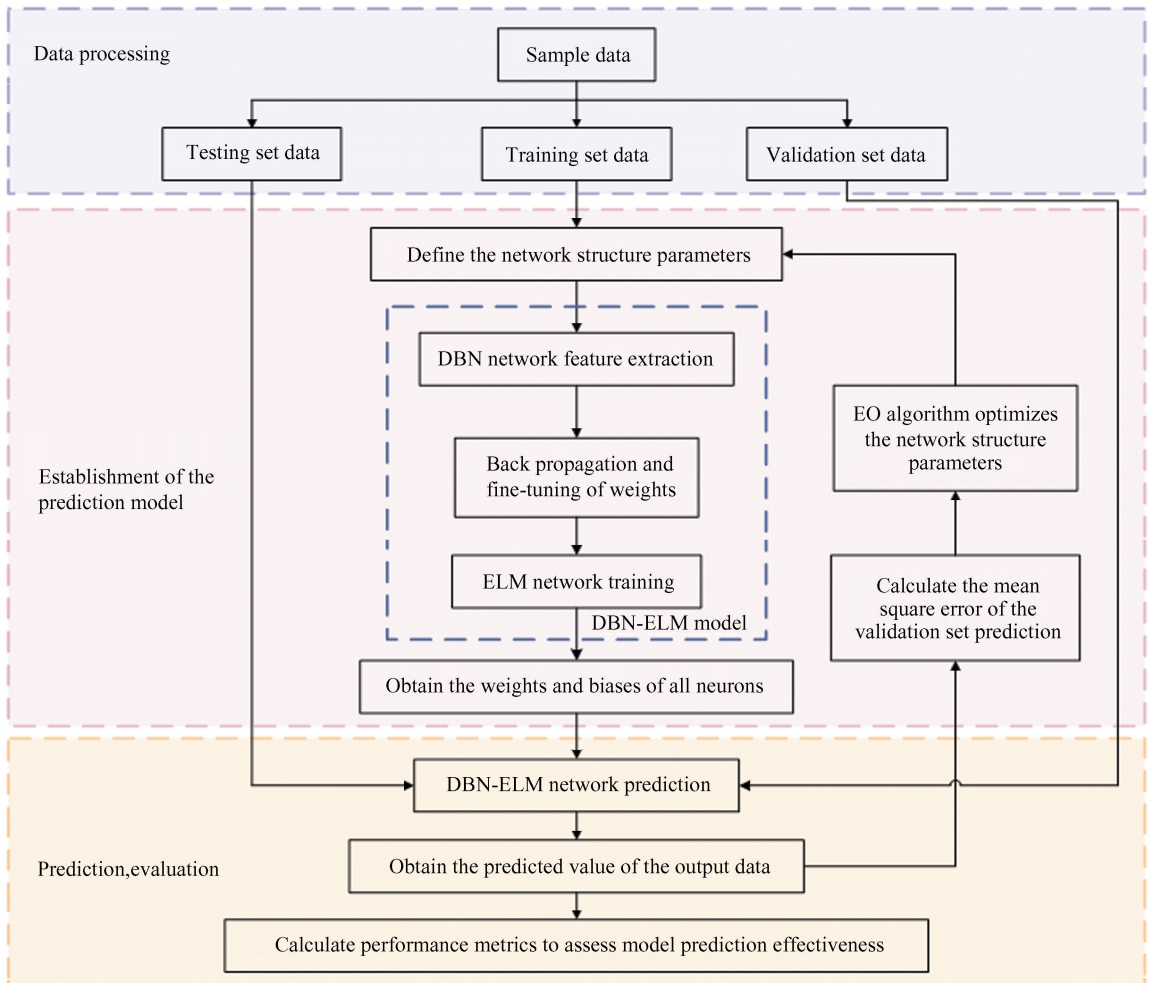 Data processing
Sample data
Testing set data
Training set data
Validation set data
Define the network structure parameters
DBN network feature extraction
EO algorithm optimizes
the network structure
parameters
Back propagation and
fine-tuning of weights
Establishment of the
prediction model
ELM network training
Calculate the mean
square error of the
validation set prediction
DBN-ELM model
Obtain the weights and biases of all neurons
DBN-ELM network prediction
Prediction,evaluation
Obtain the predicted value of the output data
Calculate performance metrics to assess model prediction effectiveness